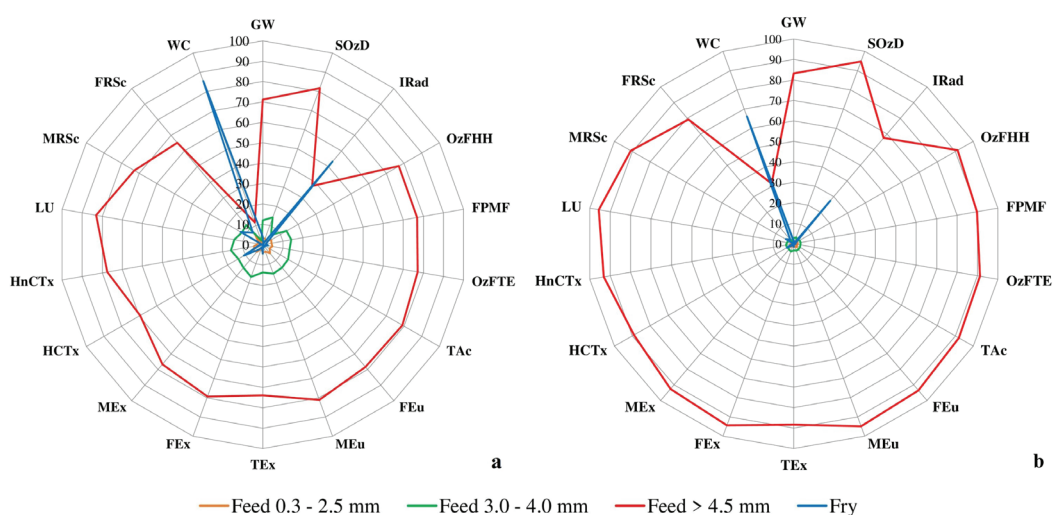 GW
SOzD
IRad
OzFHH
FPMF
OzFTE
TAc
FEu
MEu
TEx
FEx
MEx
HCTx
HnCTx
LU
MRSc
FRSc
WC
100
90
80
70
60
50
40
30
20
10
0
a
GW
SOzD
IRad
OzFHH
FPMF
OzFTE
TAc
FEu
MEu
TEx
FEx
MEx
HCTx
HnCTx
LU
MRSc
FRSc
WC
100
90
80
70
60
50
40
30
20
10
0
b
Feed 0.3 - 2.5 mm
Feed 3.0 - 4.0 mm
Feed > 4.5 mm
Fry